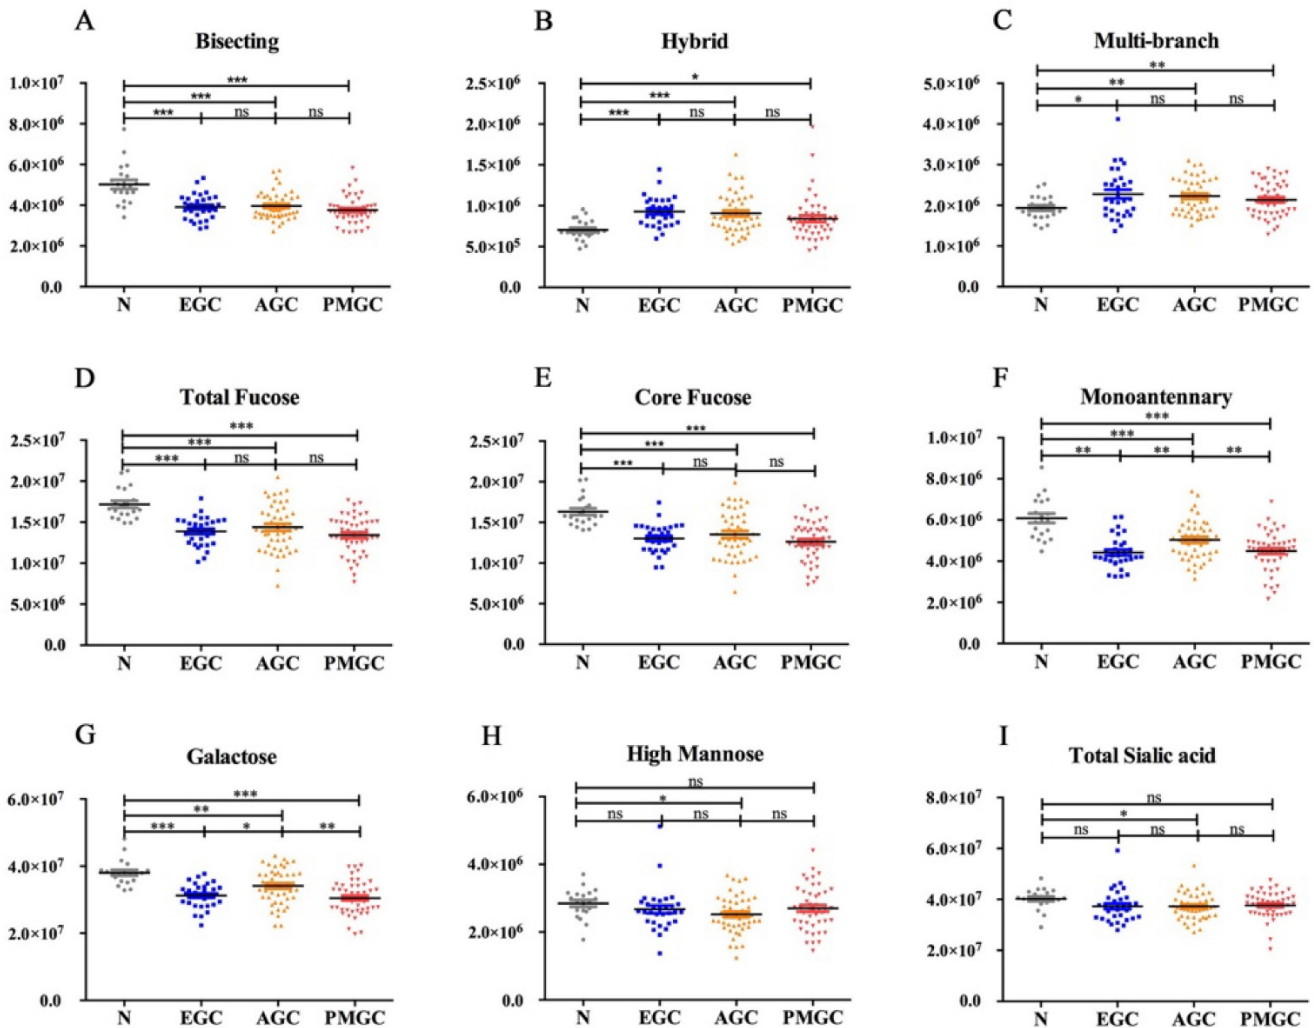 A
Bisecting
1.0×10⁷
8.0×10⁶
6.0×10⁶
4.0×10⁶
2.0×10⁶
0.0
***
***
*** ns ns
N EGC AGC PMGC
B
Hybrid
2.5×10⁶
2.0×10⁶
1.5×10⁶
1.0×10⁶
5.0×10⁵
0.0
*
***
*** ns ns
N EGC AGC PMGC
C
Multi-branch
5.0×10⁶
4.0×10⁶
3.0×10⁶
2.0×10⁶
1.0×10⁶
0.0
**
**
* ns ns
N EGC AGC PMGC
D
Total Fucose
2.5×10⁷
2.0×10⁷
1.5×10⁷
1.0×10⁷
5.0×10⁶
0.0
***
***
*** ns ns
N EGC AGC PMGC
E
Core Fucose
2.5×10⁷
2.0×10⁷
1.5×10⁷
1.0×10⁷
5.0×10⁶
0.0
***
***
*** ns ns
N EGC AGC PMGC
F
Monoantennary
1.0×10⁷
8.0×10⁶
6.0×10⁶
4.0×10⁶
2.0×10⁶
0.0
***
***
** ** **
N EGC AGC PMGC
G
Galactose
6.0×10⁷
4.0×10⁷
2.0×10⁷
0.0
***
**
*** * **
N EGC AGC PMGC
H
High Mannose
6.0×10⁶
4.0×10⁶
2.0×10⁶
0.0
ns
*
ns ns ns
N EGC AGC PMGC
I
Total Sialic acid
8.0×10⁷
6.0×10⁷
4.0×10⁷
2.0×10⁷
0.0
ns
*
ns ns ns
N EGC AGC PMGC